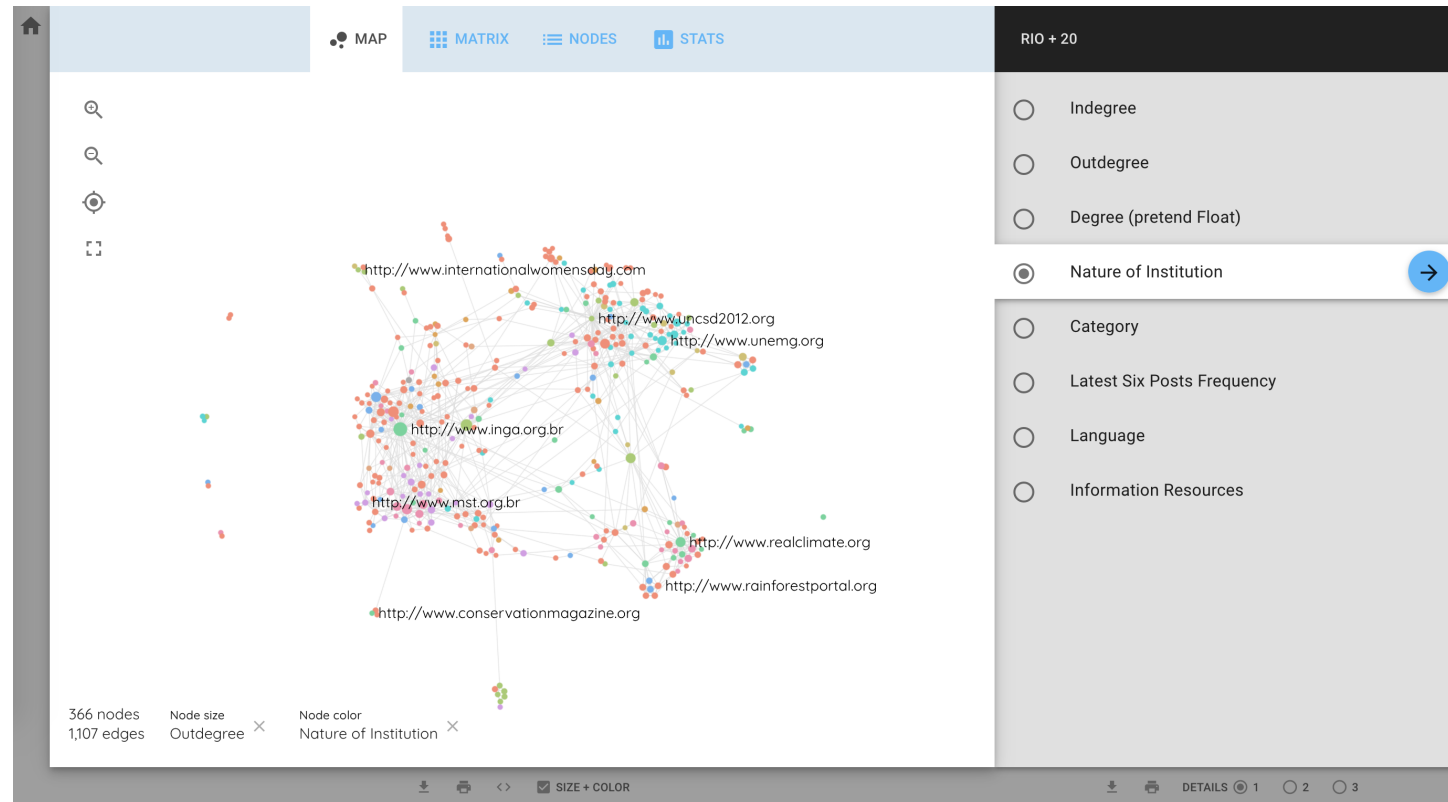 MAP
MATRIX
NODES
STATS
RIO + 20
Indegree
Outdegree
Degree (pretend Float)
Nature of Institution
Category
Latest Six Posts Frequency
Language
Information Resources
http://www.internationalwomensday.com
http://www.uncsd2012.org
http://www.unemg.org
http://www.inga.org.br
http://www.mst.org.br
http://www.realclimate.org
http://www.rainforestportal.org
http://www.conservationmagazine.org
366 nodes
1,107 edges
Node size
Outdegree
Node color
Nature of Institution
SIZE + COLOR
DETAILS 1 2 3